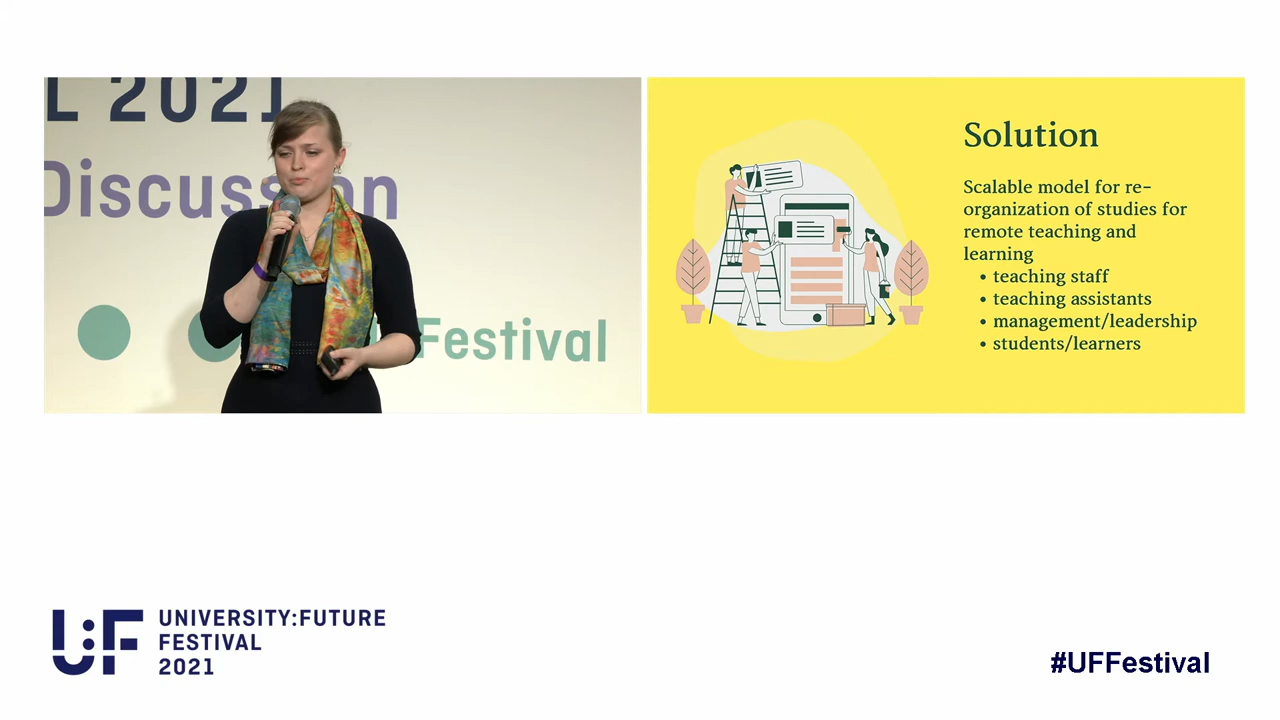 L 2021
Discussion
Festival
Solution
Scalable model for re-
organization of studies for
remote teaching and
learning
• teaching staff
• teaching assistants
• management/leadership
• students/learners
U:F
UNIVERSITY:FUTURE
FESTIVAL
2021
#UFFestival